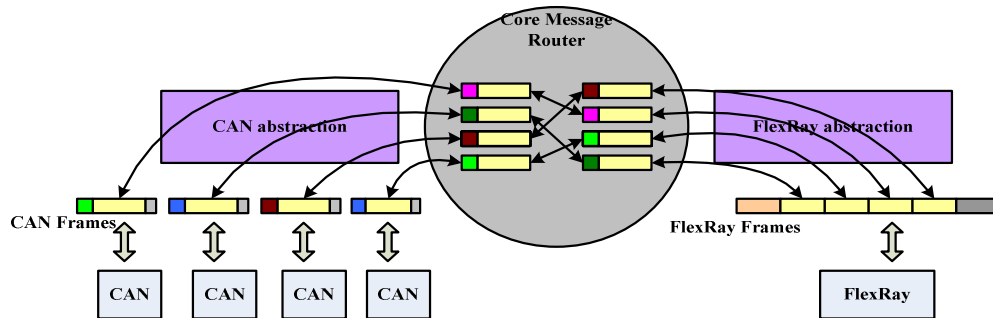 Core Message
Router
CAN abstraction
FlexRay abstraction
CAN Frames
FlexRay Frames
CAN
CAN
CAN
CAN
FlexRay